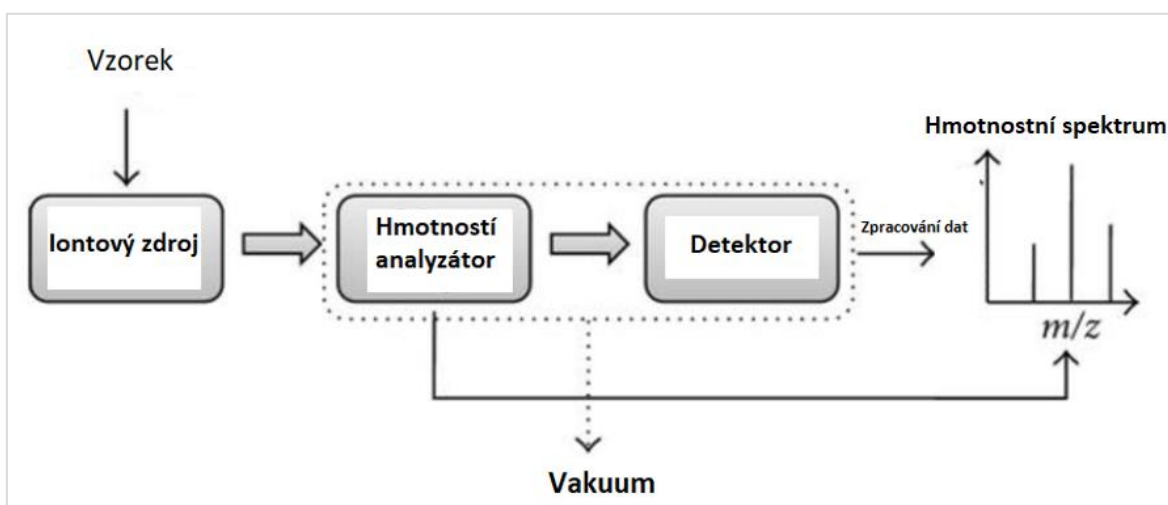 Vzorek
Hmotnostní spektrum
Iontový zdroj
Hmotností
analyzátor
Detektor
Zpracování dat
m/z
Vakuum